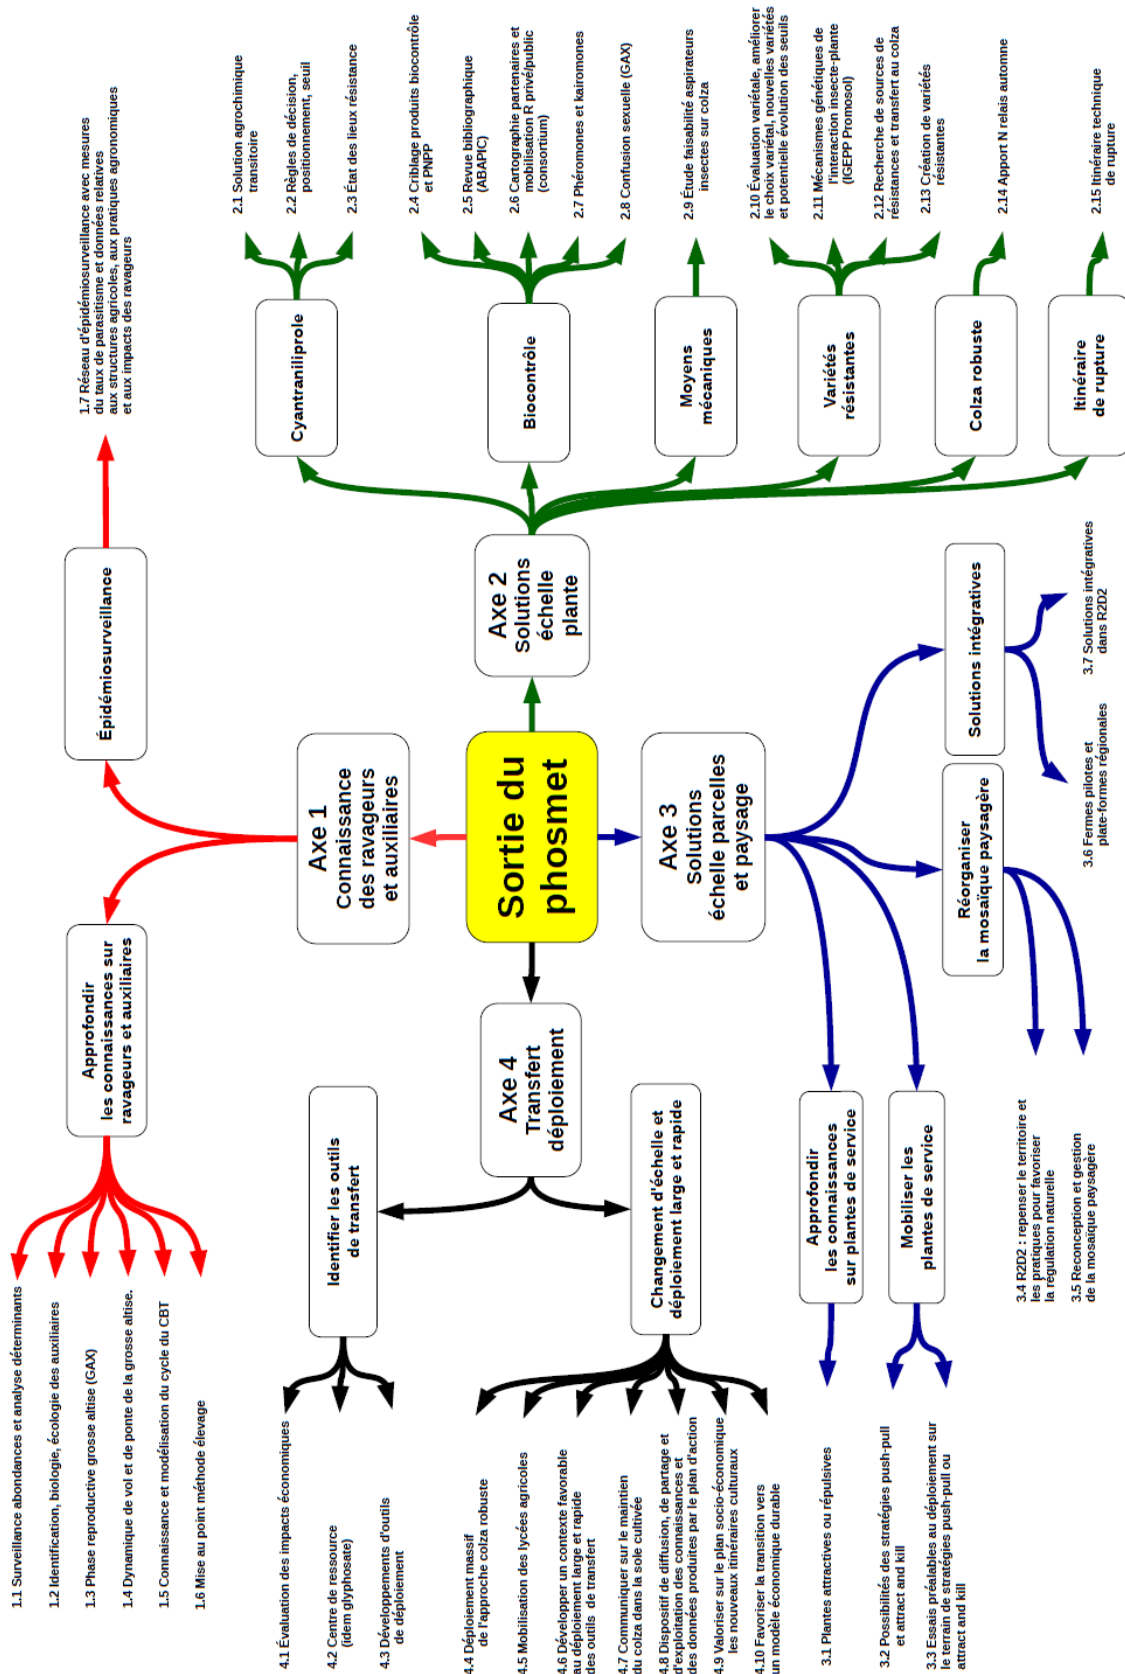 Sortie du
phosmet
Axe 1
Connaissance
des ravageurs
et auxiliaires
Approfondir
les connaissances sur
ravageurs et auxiliaires
1.1 Surveillance abondances et analyse déterminants
1.2 Identification, biologie, écologie des auxiliaires
1.3 Phase reproductive grosse altise (GAX)
1.4 Dynamique de vol et de ponte de la grosse altise.
1.5 Connaissance et modélisation du cycle du CBT
1.6 Mise au point méthode élevage
Épidémiosurveillance
1.7 Réseau d'épidémiosurveillance avec mesures
du taux de parasitisme et données relatives
aux structures agricoles, aux pratiques agronomiques
et aux impacts des ravageurs
Axe 2
Solutions
échelle
plante
Cyantraniliprole
2.1 Solution agrochimique
transitoire
2.2 Règles de décision,
positionnement, seuil
2.3 État des lieux résistance
Biocontrôle
2.4 Criblage produits biocontrôle
et PNPP
2.5 Revue bibliographique
(ABAPIC)
2.6 Cartographie partenaires et
mobilisation R privé/public
(consortium)
2.7 Phéromones et kairomones
2.8 Confusion sexuelle (GAX)
Moyens
mécaniques
2.9 Étude faisabilité aspirateurs
insectes sur colza
Variétés
résistantes
2.10 Évaluation variétale, améliorer
le choix variétal, nouvelles variétés
et potentielle évolution des seuils
2.11 Mécanismes génétiques de
l'interaction insecte-plante
(IGEPP Promosol)
2.12 Recherche de sources de
résistances et transfert au colza
2.13 Création de variétés
résistantes
Colza robuste
2.14 Apport N relais automne
Itinéraire
de rupture
2.15 Itinéraire technique
de rupture
Axe 3
Solutions
échelle parcelles
et paysage
Approfondir
les connaissances
sur plantes de service
3.1 Plantes attractives ou répulsives
Mobiliser les
plantes de service
3.2 Possibilités des stratégies push-pull
et attract and kill
3.3 Essais préalables au déploiement sur
le terrain de stratégies push-pull ou
attract and kill
Réorganiser
la mosaïque paysagère
3.4 R2D2 : repenser le territoire et
les pratiques pour favoriser
la régulation naturelle
3.5 Reconception et gestion
de la mosaïque paysagère
Solutions intégratives
3.6 Fermes pilotes et
plate-formes régionales
3.7 Solutions intégratives
dans R2D2
Axe 4
Transfert
déploiement
Identifier les outils
de transfert
4.1 Évaluation des impacts économiques
4.2 Centre de ressource
(idem glyphosate)
4.3 Développements d'outils
de déploiement
Changement d'échelle et
déploiement large et rapide
4.4 Déploiement massif
de l'approche colza robuste
4.5 Mobilisation des lycées agricoles
4.6 Développer un contexte favorable
au déploiement large et rapide
des outils de transfert
4.7 Communiquer sur le maintien
du colza dans la sole cultivée
4.8 Dispositif de diffusion, de partage et
d'exploitation des connaissances et
des données produites par le plan d'action
4.9 Valoriser sur le plan socio-économique
les nouveaux itinéraires culturaux
4.10 Favoriser la transition vers
un modèle économique durable